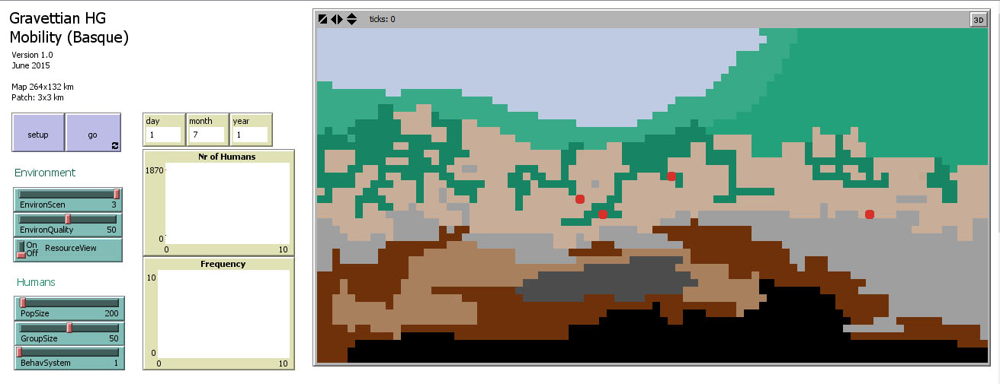 Gravettian HG
Mobility (Basque)
Version 1.0
June 2015
Map 264x132 km
Patch: 3x3 km
setup
go
Environment
EnvironScen 3
EnvironQuality 50
On
Off
ResourceView
Humans
PopSize 200
GroupSize 50
BehavSystem 1
day
1
month
7
year
1
Nr of Humans
1870
0
0 10
Frequency
10
0
0 10
ticks: 0
3D